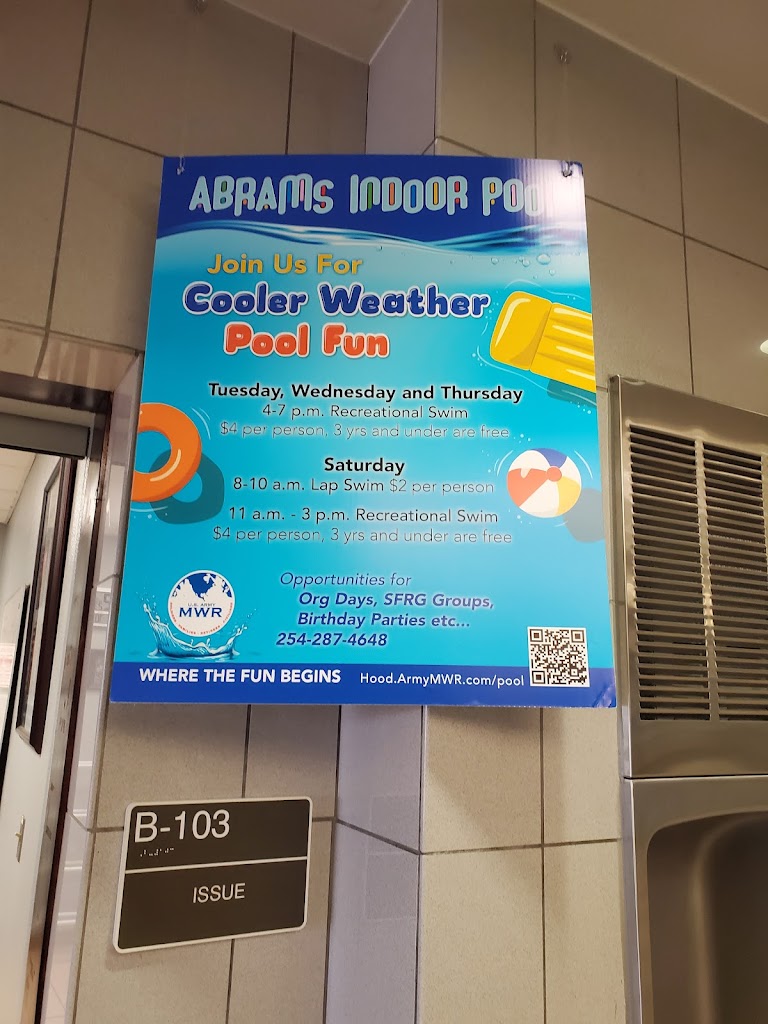 ABRAMS INDOOR POOL
Join Us For
Cooler Weather
Pool Fun
Tuesday, Wednesday and Thursday
4-7 p.m. Recreational Swim
$4 per person, 3 yrs and under are free
Saturday
8-10 a.m. Lap Swim $2 per person
11 a.m. - 3 p.m. Recreational Swim
$4 per person, 3 yrs and under are free
Opportunities for
Org Days, SFRG Groups,
Birthday Parties etc...
254-287-4648
U.S. ARMY
MWR
WHERE THE FUN BEGINS Hood.ArmyMWR.com/pool
B-103
ISSUE